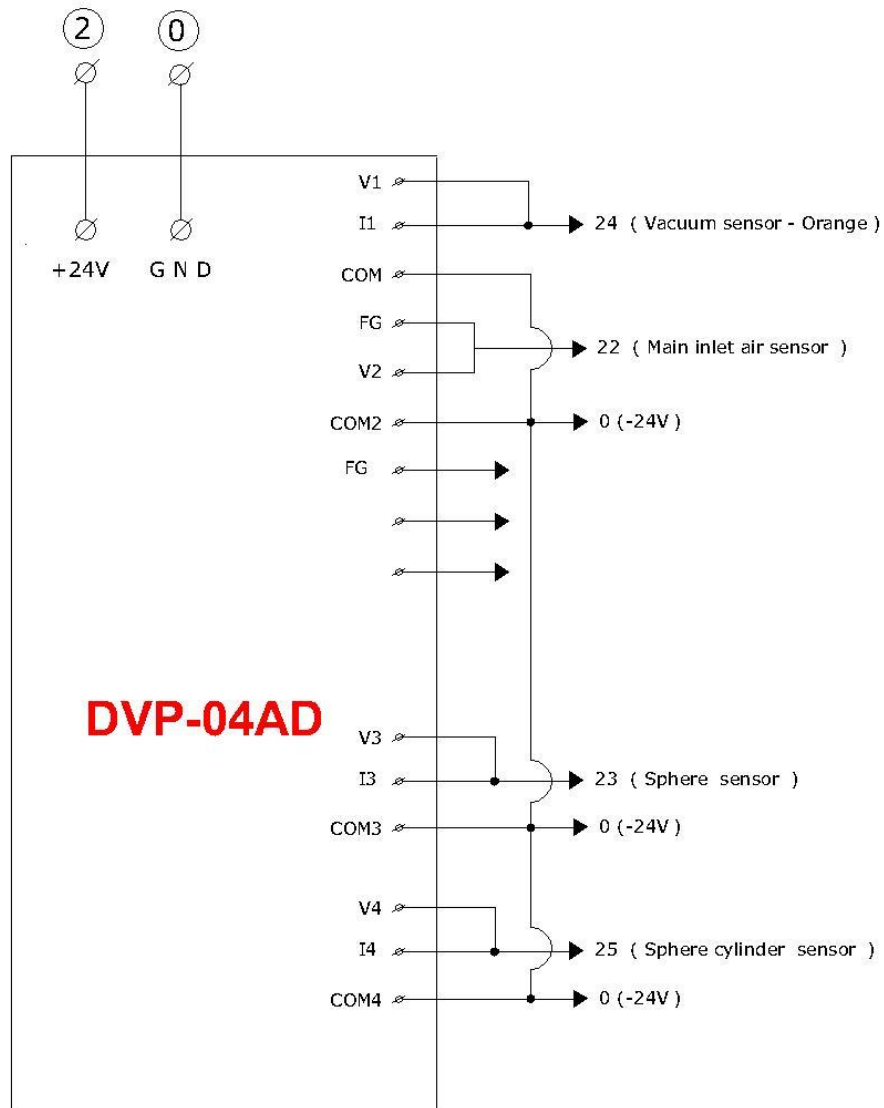 2 0
+24V G N D
V1
I1 24 ( Vacuum sensor - Orange )
COM
FG
22 ( Main inlet air sensor )
V2
COM2 0 (-24V )
FG
DVP-04AD
V3
I3 23 ( Sphere sensor )
COM3 0 (-24V )
V4
I4 25 ( Sphere cylinder sensor )
COM4 0 (-24V )